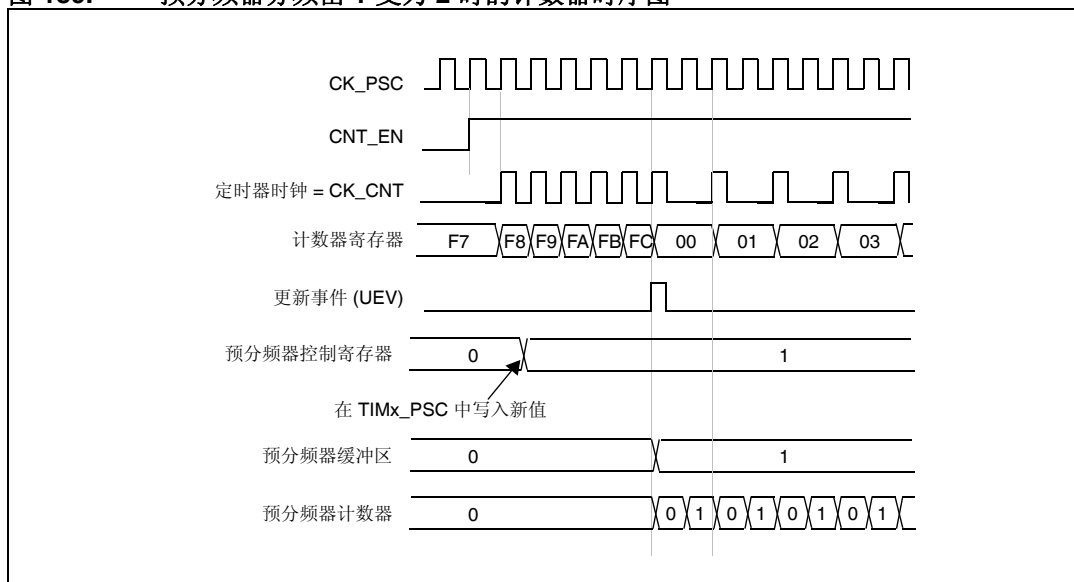 CK_PSC
CNT_EN
定时器时钟 = CK_CNT
计数器寄存器 F7 F8 F9 FA FB FC 00 01 02 03
更新事件 (UEV)
预分频器控制寄存器 0 1
在 TIMx_PSC 中写入新值
预分频器缓冲区 0 1
预分频器计数器 0 0 1 0 1 0 1 0 1